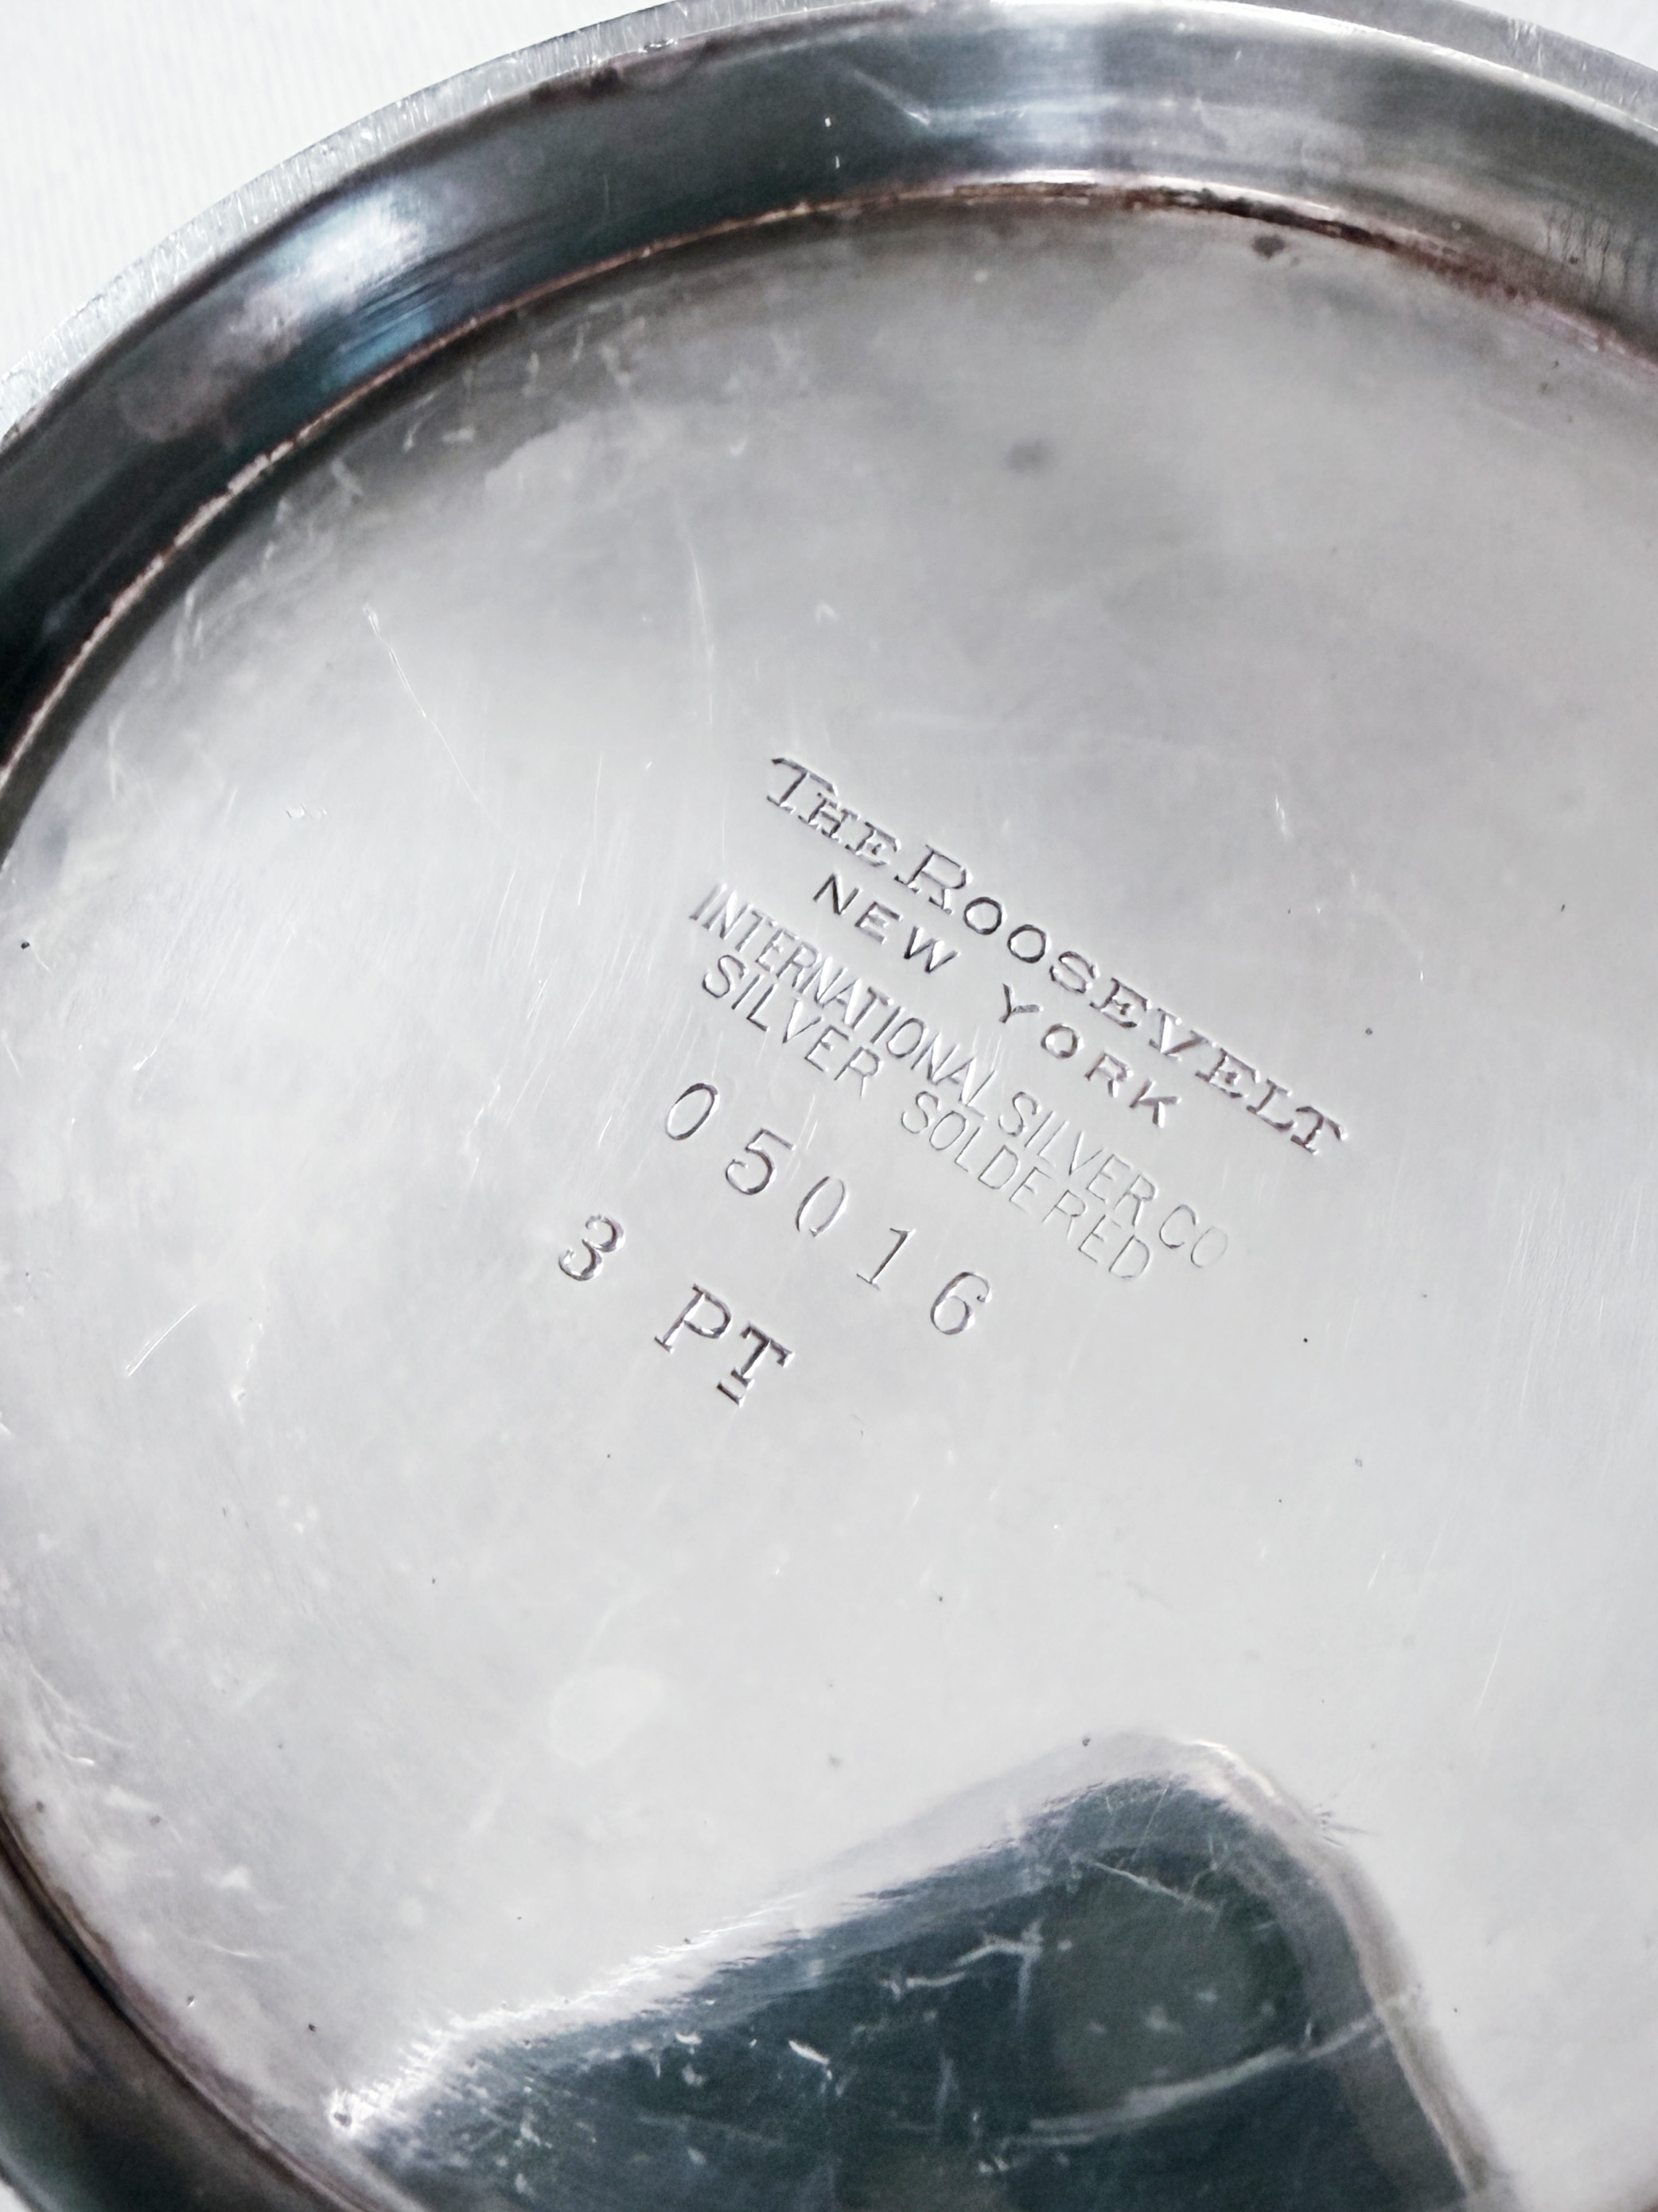 THE ROOSEVELT
NEW YORK
INTERNATIONAL SILVER CO
SILVER SOLDERED
05016
3 PT